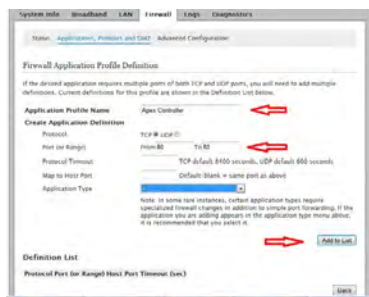 System Info Broadband LAN Firewall Logs Diagnostics
Status Applications, Pinholes and DMZ Advanced Configuration
Firewall Application Profile Definition
If the desired application requires multiple ports of both TCP and UDP ports, you will need to add multiple
definitions. Current definitions for this profile are shown in the Definition List below.
Application Profile Name Apex Controller
Create Application Definition
Protocol TCP UDP
Port (or Range) From 80 To 80
Protocol Timeout TCP default 8400 seconds, UDP default 600 seconds
Map to Host Port Default/blank = same port as above
Application Type
Note: In some rare instances, certain application types require
specialized firewall changes in addition to simple port forwarding. If the
application you are adding appears in the application type menu above,
it is recommended that you select it.
Add to List
Definition List
Protocol Port (or Range) Host Port Timeout (sec)
Back